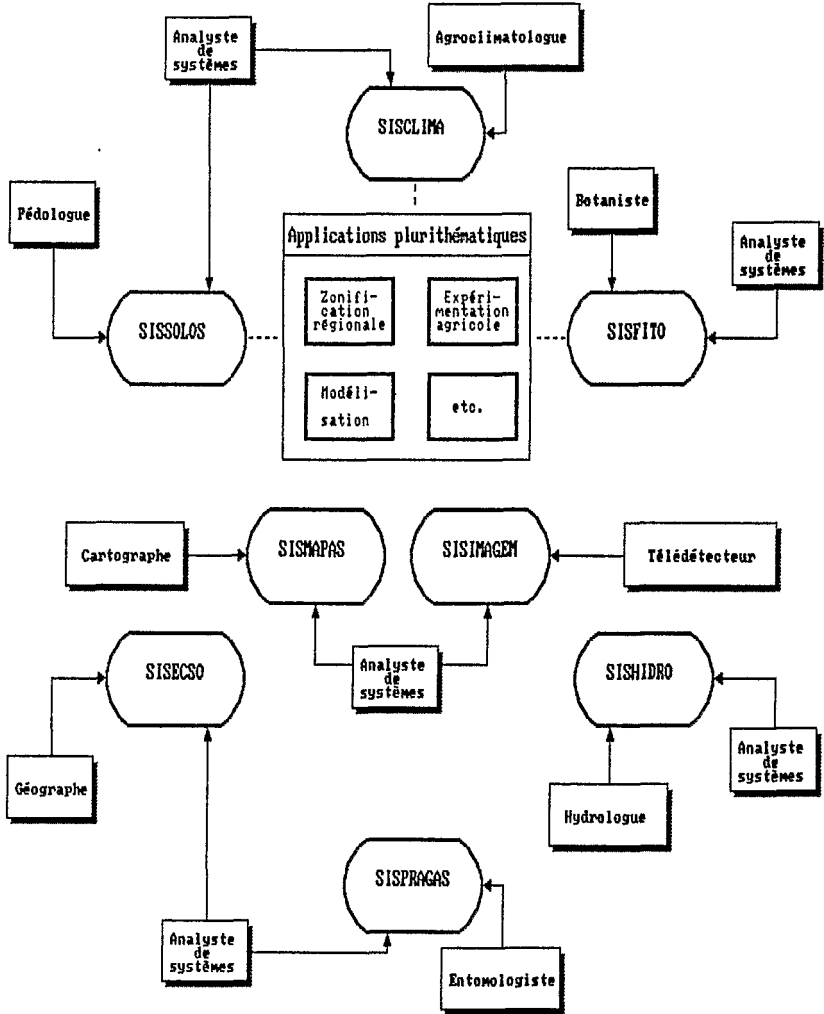 Analyste
de
systèmes
Agroclimatologue
SISCLIMA
Pédologue
Botaniste
Analyste
de
systèmes
Applications plurithématiques
Zonifi-
cation
régionale
Expéri-
mentation
agricole
SISSOLOS
SISFITO
Modéli-
sation
etc.
Cartographe
SISMAPAS
SISIMAGEM
Télédétecteur
Analyste
de
systèmes
SISECSO
SISHIDRO
Géographe
Analyste
de
systèmes
Hydrologue
SISPRAGAS
Analyste
de
systèmes
Entomologiste